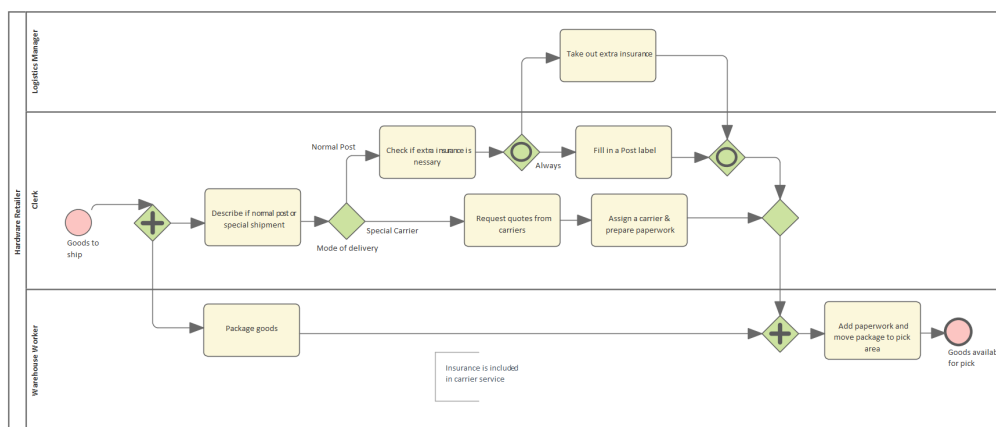 Hardware Retailer
Logistics Manager
Take out extra insurance
Clerk
Normal Post
Check if extra insurance is
nessary
Always
Fill in a Post label
Goods to
ship
Describe if normal post or
special shipment
Mode of delivery
Special Carrier
Request quotes from
carriers
Assign a carrier &
prepare paperwork
Warehouse Worker
Package goods
Insurance is included
in carrier service
Add paperwork and
move package to pick
area
Goods availab
for pick